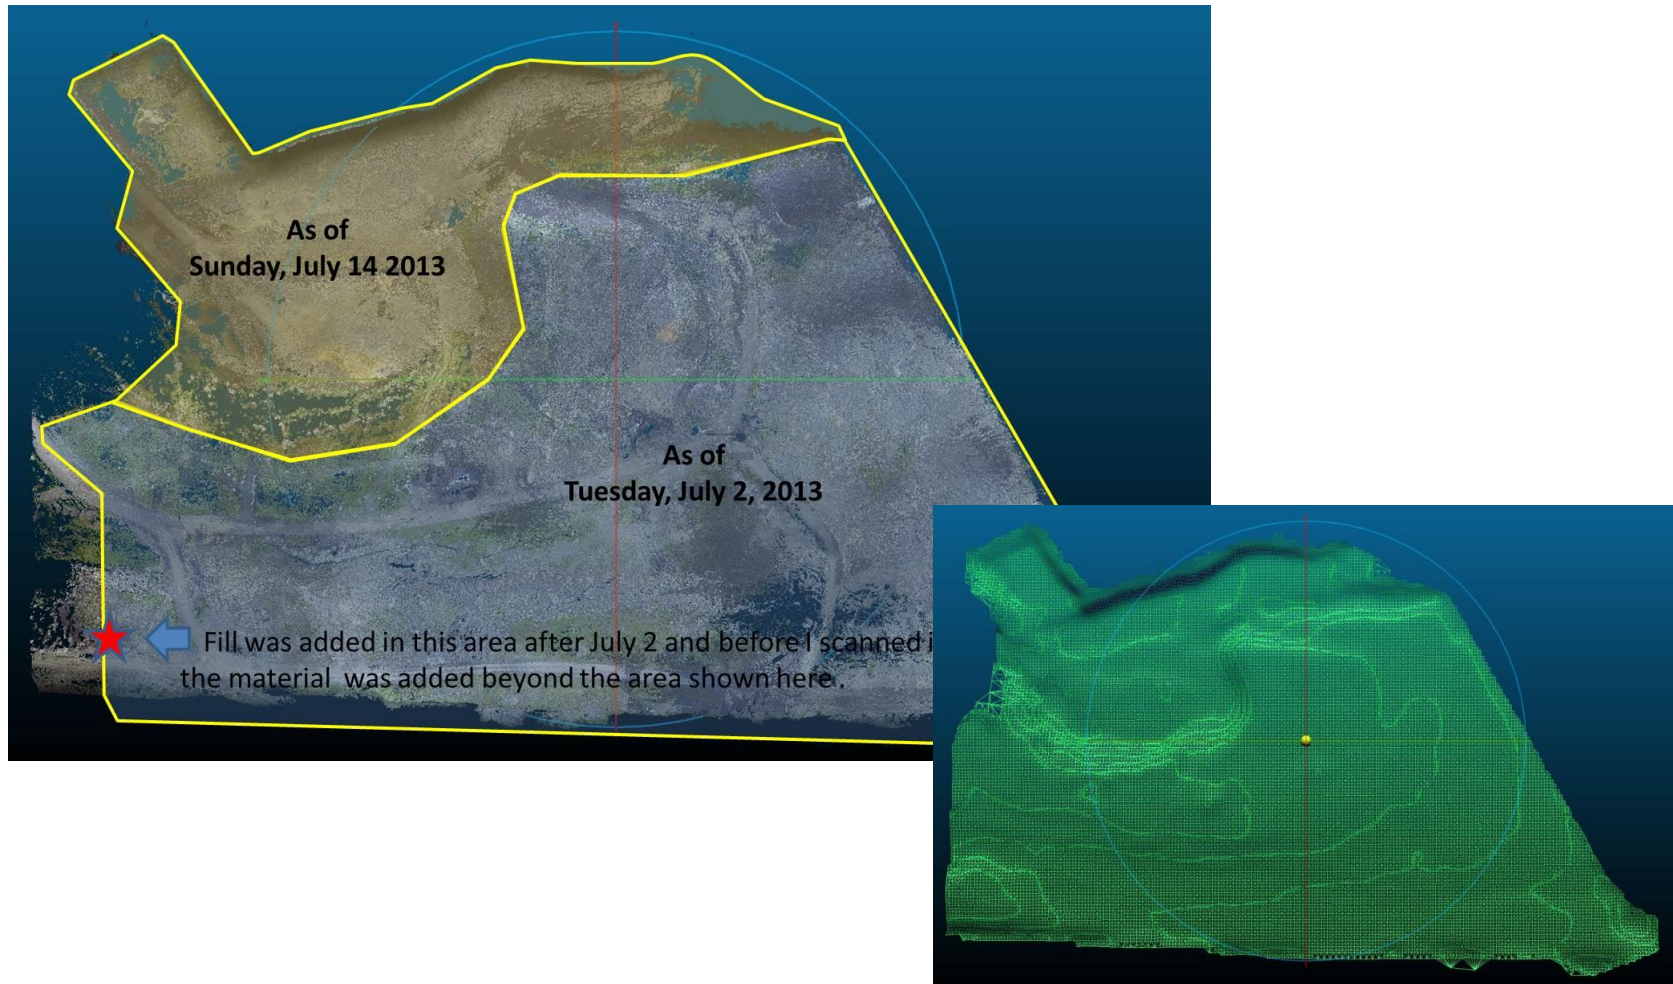 As of
Sunday, July 14 2013
As of
Tuesday, July 2, 2013
Fill was added in this area after July 2 and before I scanned
the material was added beyond the area shown here .